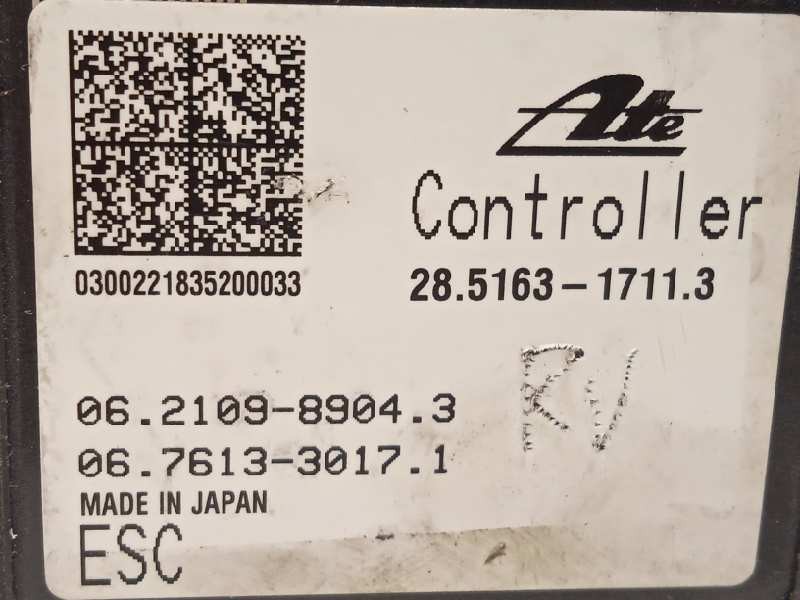 Ate
Controller
0300221835200033
28.5163-1711.3
RV
06.2109-8904.3
06.7613-3017.1
MADE IN JAPAN
ESC